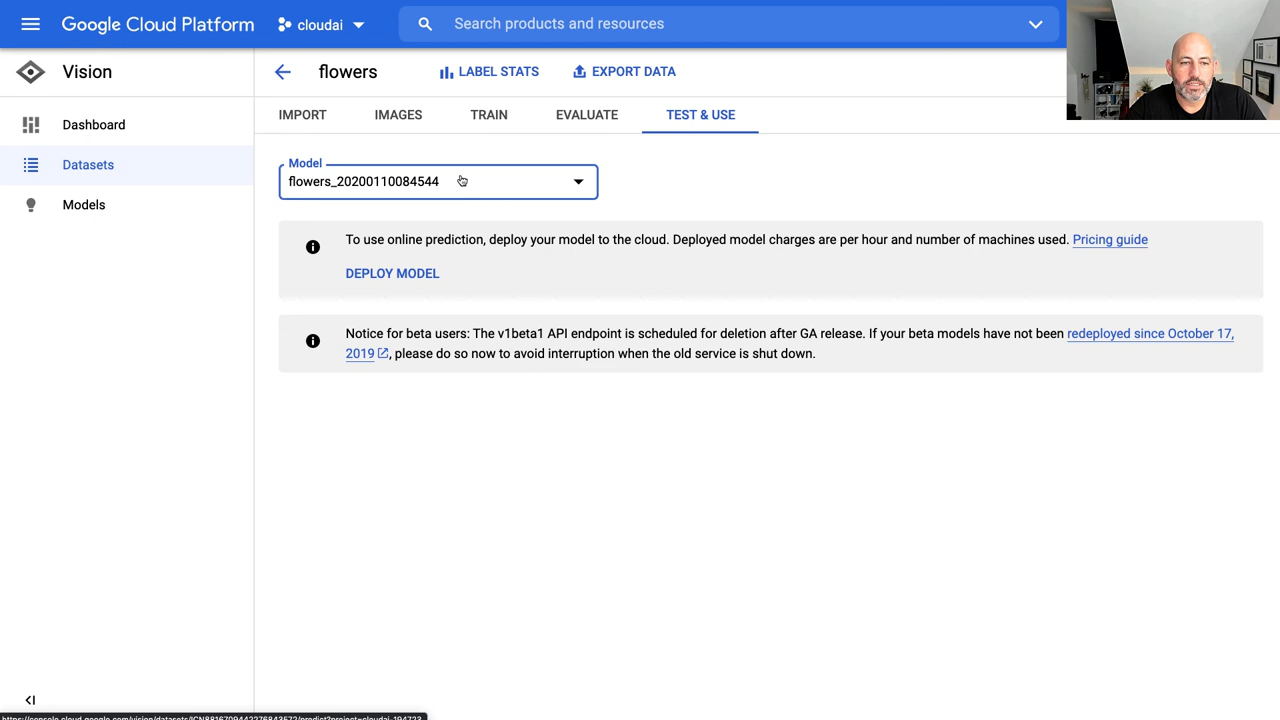 Google Cloud Platform
cloudai
Search products and resources
Vision
flowers
LABEL STATS
EXPORT DATA
Dashboard
Datasets
Models
IMPORT
IMAGES
TRAIN
EVALUATE
TEST & USE
Model
flowers_20200110084544
To use online prediction, deploy your model to the cloud. Deployed model charges are per hour and number of machines used. Pricing guide
DEPLOY MODEL
Notice for beta users: The v1beta1 API endpoint is scheduled for deletion after GA release. If your beta models have not been redeployed since October 17,
2019, please do so now to avoid interruption when the old service is shut down.